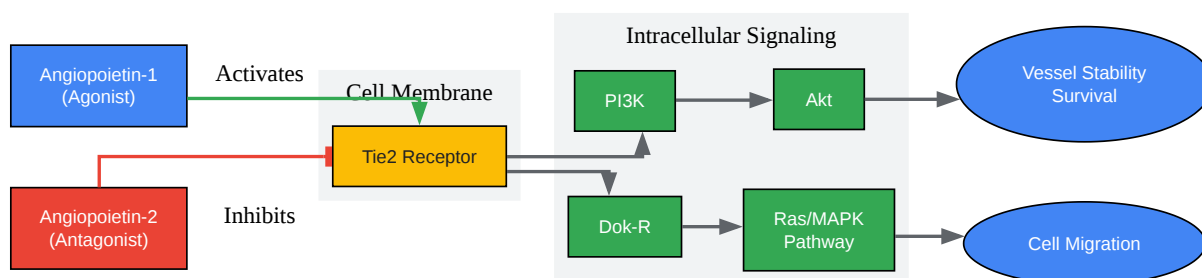 Angiopoietin-1
(Agonist)
Activates
Angiopoietin-2
(Antagonist)
Inhibits
Cell Membrane
Tie2 Receptor
Intracellular Signaling
PI3K
Akt
Dok-R
Ras/MAPK
Pathway
Vessel Stability
Survival
Cell Migration